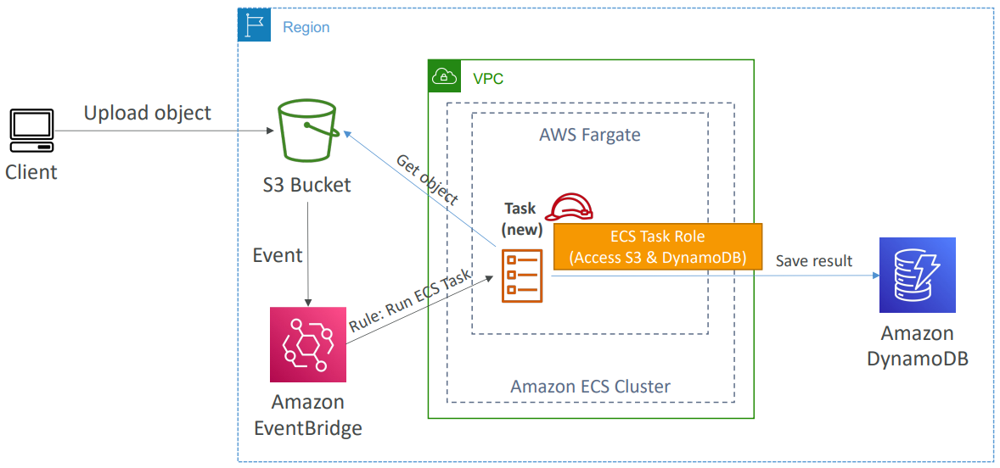 Region
VPC
Upload object
AWS Fargate
Client
S3 Bucket
Get object
Task
(new)
ECS Task Role
(Access S3 & DynamoDB)
Event
Save result
Rule: Run ECS Task
Amazon
DynamoDB
Amazon ECS Cluster
Amazon
EventBridge